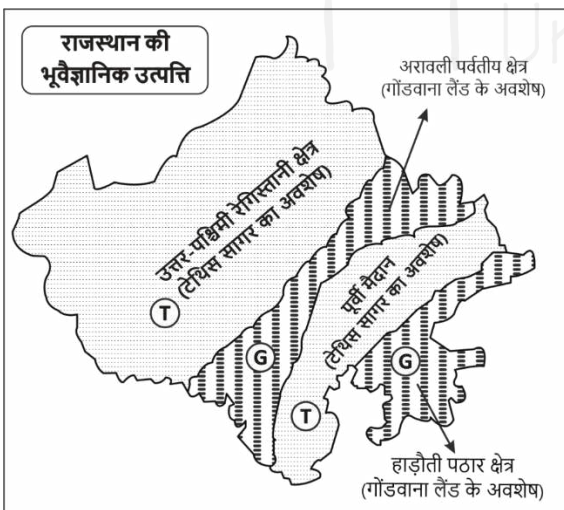 राजस्थान की
भूवैज्ञानिक उत्पत्ति
अरावली पर्वतीय क्षेत्र
(गोंडवाना लैंड के अवशेष)
उत्तर-पश्चिमी रेगिस्तानी क्षेत्र
(टेथिस सागर का अवशेष)
पूर्वी मैदान
(टेथिस सागर का अवशेष)
T
G
G
T
हाड़ौती पठार क्षेत्र
(गोंडवाना लैंड के अवशेष)